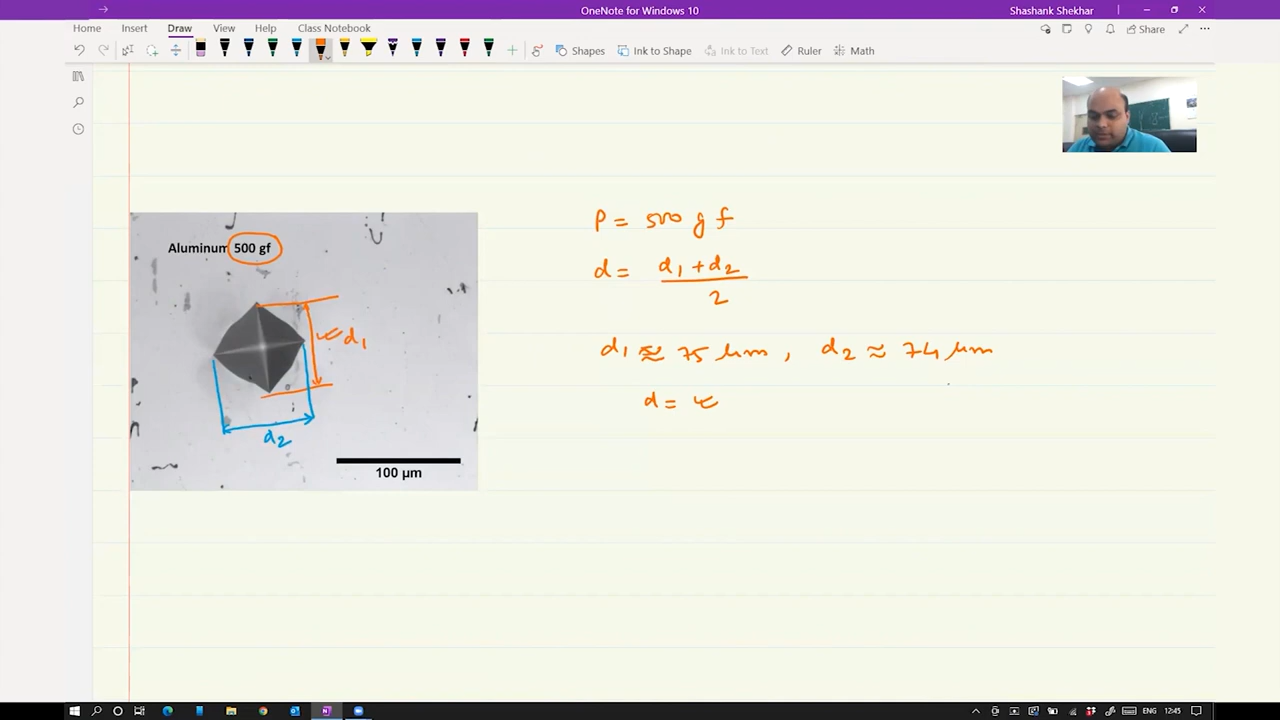 OneNote for Windows 10
Shashank Shekhar
Home Insert Draw View Help Class Notebook
Shapes Ink to Shape Ink to Text Ruler Math Share
Aluminum 500 gf
d1
d2
100 µm
P = 500 g f
d = d1 + d2
2
d1 ≈ 75 µm , d2 ≈ 74 µm
d =
ENG 12:45